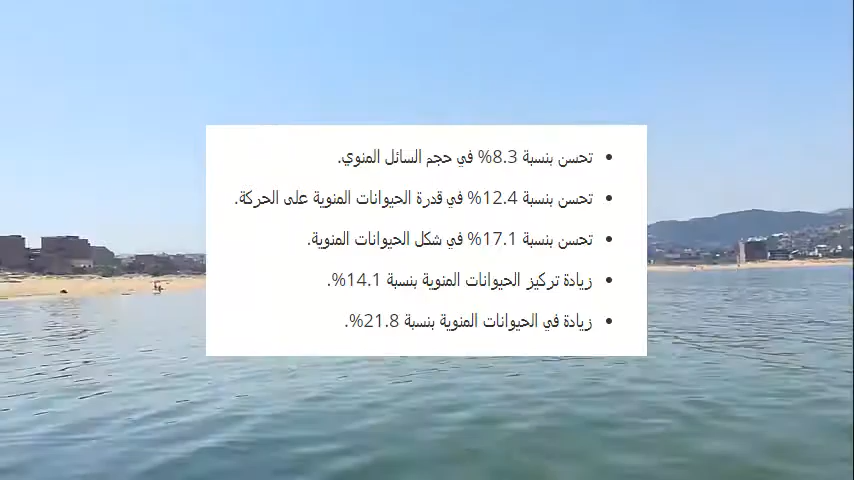 • تحسن بنسبة 8.3% في حجم السائل المنوي.
• تحسن بنسبة 12.4% في قدرة الحيوانات المنوية على الحركة.
• تحسن بنسبة 17.1% في شكل الحيوانات المنوية.
• زيادة تركيز الحيوانات المنوية بنسبة 14.1%.
• زيادة في الحيوانات المنوية بنسبة 21.8%.